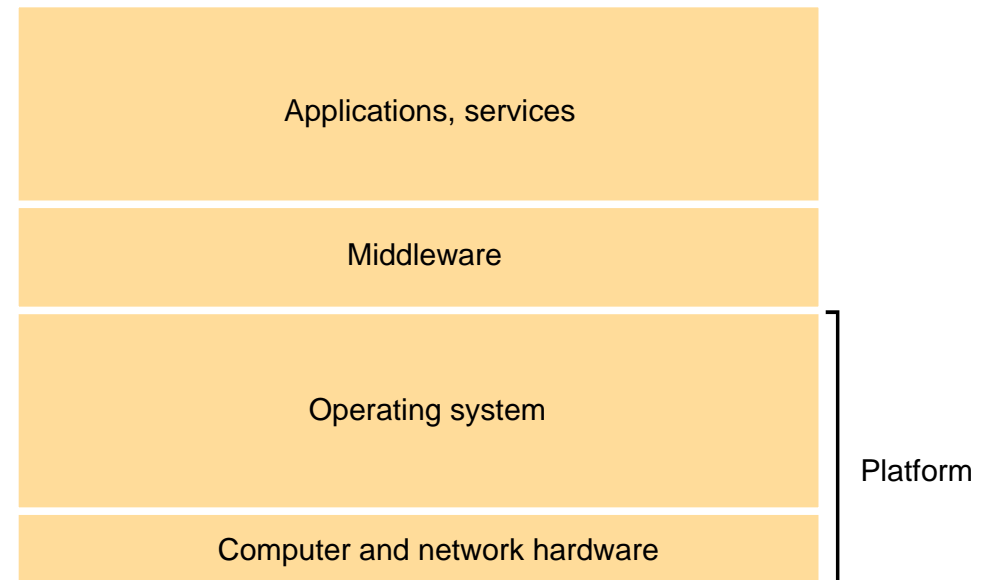 Applications, services
Middleware
Operating system
Platform
Computer and network hardware